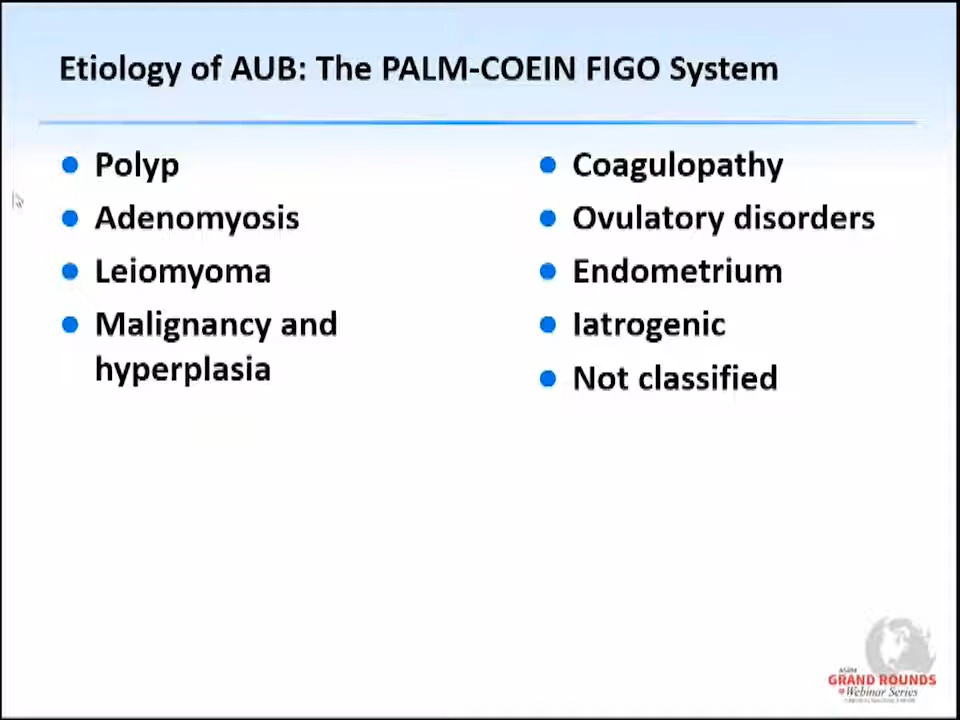 Etiology of AUB: The PALM-COEIN FIGO System
Polyp
Adenomyosis
Leiomyoma
Malignancy and
hyperplasia
Coagulopathy
Ovulatory disorders
Endometrium
Iatrogenic
Not classified
GRAND ROUNDS
Webinar Series